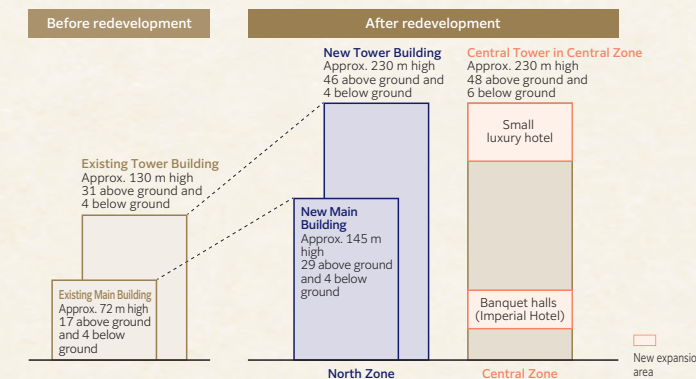 Before redevelopment
After redevelopment
New Tower Building
Approx. 230 m high
46 above ground and
4 below ground
Central Tower in Central Zone
Approx. 230 m high
48 above ground and
6 below ground
Small
luxury hotel
Existing Tower Building
Approx. 130 m high
31 above ground and
4 below ground
New Main
Building
Approx. 145 m
high
29 above ground
and 4 below
ground
Existing Main Building
Approx. 72 m high
17 above ground
and 4 below
ground
Banquet halls
(Imperial Hotel)
North Zone
Central Zone
New expansio
area